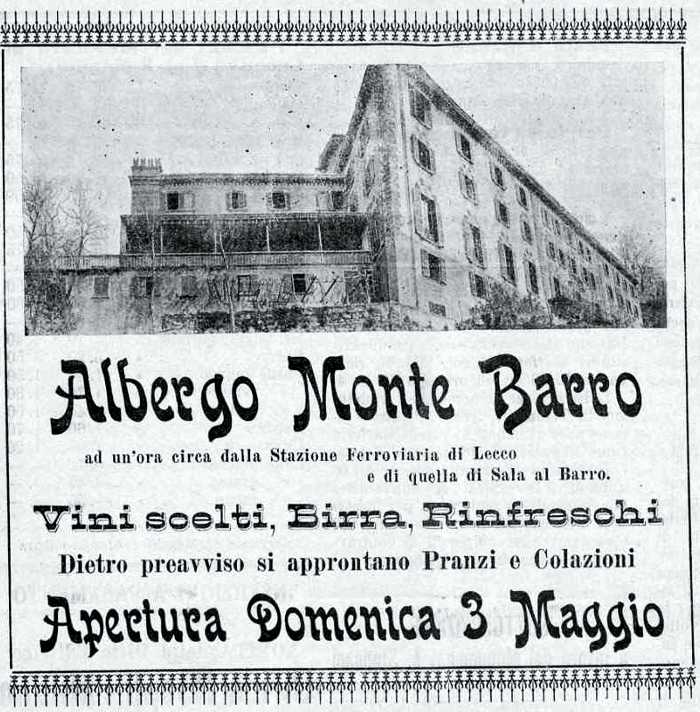 Albergo Monte Barro
ad un'ora circa dalla Stazione Ferroviaria di Lecco
e di quella di Sala al Barro.
Vini scelti, Birra, Rinfreschi
Dietro preavviso si approntano Pranzi e Colazioni
Apertura Domenica 3 Maggio